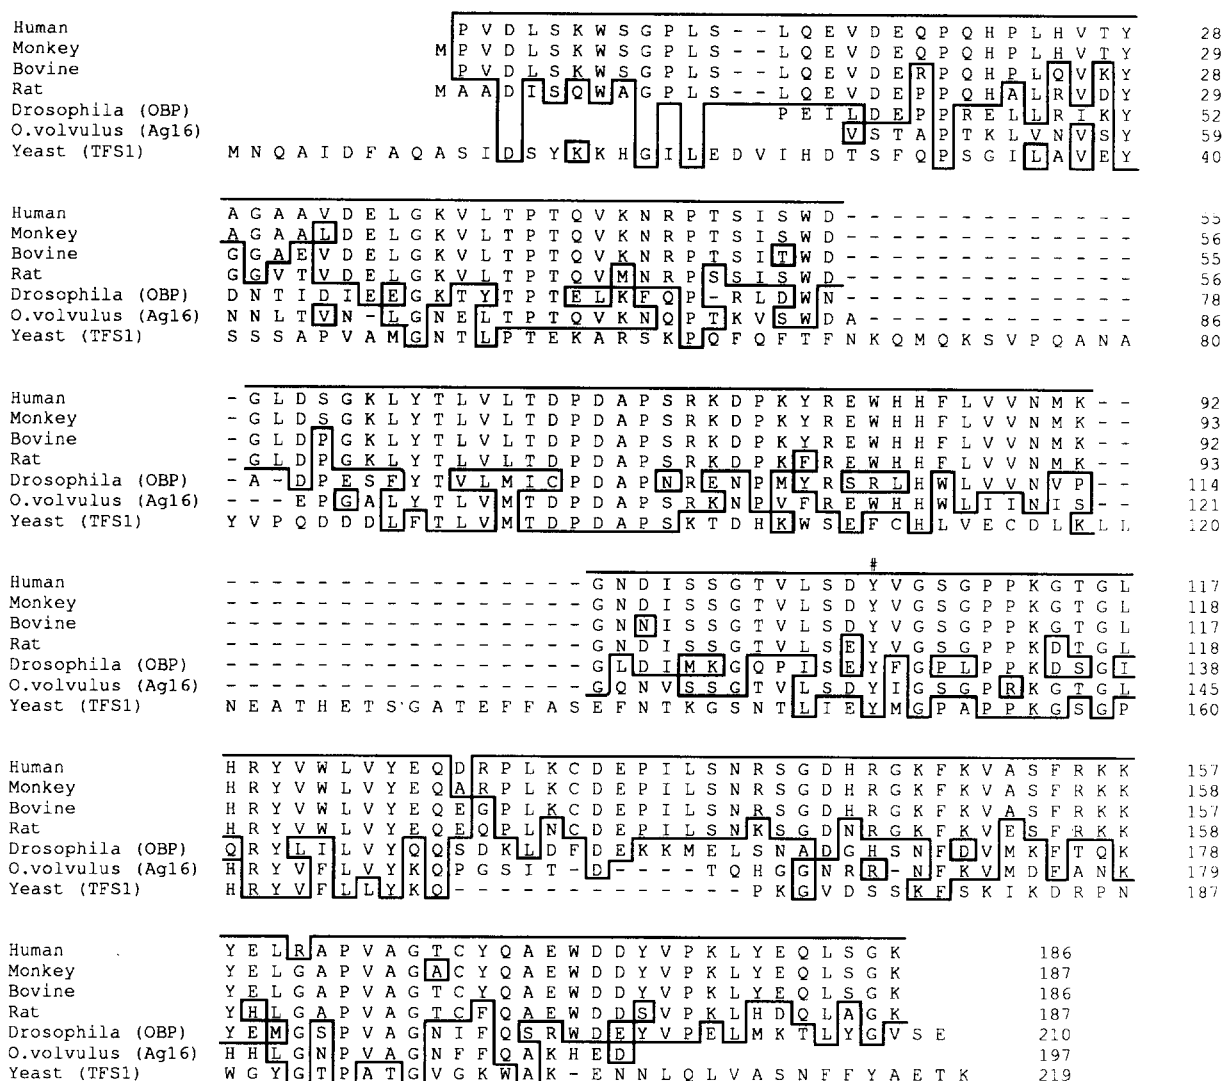 Human P V D L S K W S G P L S - - L Q E V D E Q P Q H P L H V T Y 28
Monkey M P V D L S K W S G P L S - - L Q E V D E Q P Q H P L H V T Y 29
Bovine P V D L S K W S G P L S - - L Q E V D E R P Q H P L Q V K Y 28
Rat M A A D I S Q W A G P L S - - L Q E V D E P P Q H A L R V D Y 29
Drosophila (OBP) P E I L D E P P R E L L R I K Y 52
O.volvulus (Ag16) V S T A P T K L V N V S Y 59
Yeast (TFS1) M N Q A I D F A Q A S I D S Y K K H G I L E D V I H D T S F Q P S G I L A V E Y 40
Human A G A A V D E L G K V L T P T Q V K N R P T S I S W D - - - - - - - - - - - - - 55
Monkey A G A A L D E L G K V L T P T Q V K N R P T S I S W D - - - - - - - - - - - - - 56
Bovine G G A E V D E L G K V L T P T Q V K N R P T S I T W D - - - - - - - - - - - - - 55
Rat G G V T V D E L G K V L T P T Q V M N R P S S I S W D - - - - - - - - - - - - - 56
Drosophila (OBP) D N T I D I E E G K T Y T P T E L K F Q P - R L D W N - - - - - - - - - - - - - 78
O.volvulus (Ag16) N N L T V N - L G N E L T P T Q V K N Q P T K V S W D A - - - - - - - - - - - - 86
Yeast (TFS1) S S S A P V A M G N T L P T E K A R S K P Q F Q F T F N K Q M Q K S V P Q A N A 80
Human - G L D S G K L Y T L V L T D P D A P S R K D P K Y R E W H H F L V V N M K - - 92
Monkey - G L D S G K L Y T L V L T D P D A P S R K D P K Y R E W H H F L V V N M K - - 93
Bovine - G L D P G K L Y T L V L T D P D A P S R K D P K Y R E W H H F L V V N M K - - 92
Rat - G L D P G K L Y T L V L T D P D A P S R K D P K F R E W H H F L V V N M K - - 93
Drosophila (OBP) - A - D P E S F Y T V L M I C P D A P N R E N P M Y R S R L H W L V V N V P - - 114
O.volvulus (Ag16) - - - E P G A L Y T L V M T D P D A P S R K N P V F R E W H H W L I I N I S - - 121
Yeast (TFS1) Y V P Q D D D L F T L V M T D P D A P S K T D H K W S E F C H L V E C D L K L L 120
#
Human - - - - - - - - - - - - - - - - G N D I S S G T V L S D Y V G S G P P K G T G L 117
Monkey - - - - - - - - - - - - - - - - G N D I S S G T V L S D Y V G S G P P K G T G L 118
Bovine - - - - - - - - - - - - - - - - G N N I S S G T V L S D Y V G S G P P K G T G L 117
Rat - - - - - - - - - - - - - - - - G N D I S S G T V L S E Y V G S G P P K D T G L 118
Drosophila (OBP) - - - - - - - - - - - - - - - - G L D I M K G Q P I S E Y F G P L P P K D S G I 138
O.volvulus (Ag16) - - - - - - - - - - - - - - - - G Q N V S S G T V L S D Y I G S G P R K G T G L 145
Yeast (TFS1) N E A T H E T S G A T E F F A S E F N T K G S N T L I E Y M G P A P P K G S G P 160
Human H R Y V W L V Y E Q D R P L K C D E P I L S N R S G D H R G K F K V A S F R K K 157
Monkey H R Y V W L V Y E Q A R P L K C D E P I L S N R S G D H R G K F K V A S F R K K 158
Bovine H R Y V W L V Y E Q E G P L K C D E P I L S N R S G D H R G K F K V A S F R K K 157
Rat H R Y V W L V Y E Q E Q P L N C D E P I L S N K S G D N R G K F K V E S F R K K 158
Drosophila (OBP) Q R Y L I L V Y Q Q S D K L D F D E K K M E L S N A D G H S N F D V M K F T Q K 178
O.volvulus (Ag16) H R Y V F L V Y K Q P G S I T - D - - - - T Q H G G N R R - N F K V M D F A N K 179
Yeast (TFS1) H R Y V F L L Y K Q - - - - - - - - - - - P K G V D S S K F S K I K D R P N 187
Human Y E L R A P V A G T C Y Q A E W D D Y V P K L Y E Q L S G K 186
Monkey Y E L G A P V A G A C Y Q A E W D D Y V P K L Y E Q L S G K 187
Bovine Y E L G A P V A G T C Y Q A E W D D Y V P K L Y E Q L S G K 186
Rat Y H L G A P V A G T C F Q A E W D D S V P K L H D Q L A G K 187
Drosophila (OBP) Y E M G S P V A G N I F Q S R W D E Y V P E L M K T L Y G V S E 210
O.volvulus (Ag16) H H L G N P V A G N F F Q A K H E D 197
Yeast (TFS1) W G Y G T P A T G V G K W A K - E N N L Q L V A S N F F Y A E T K 219